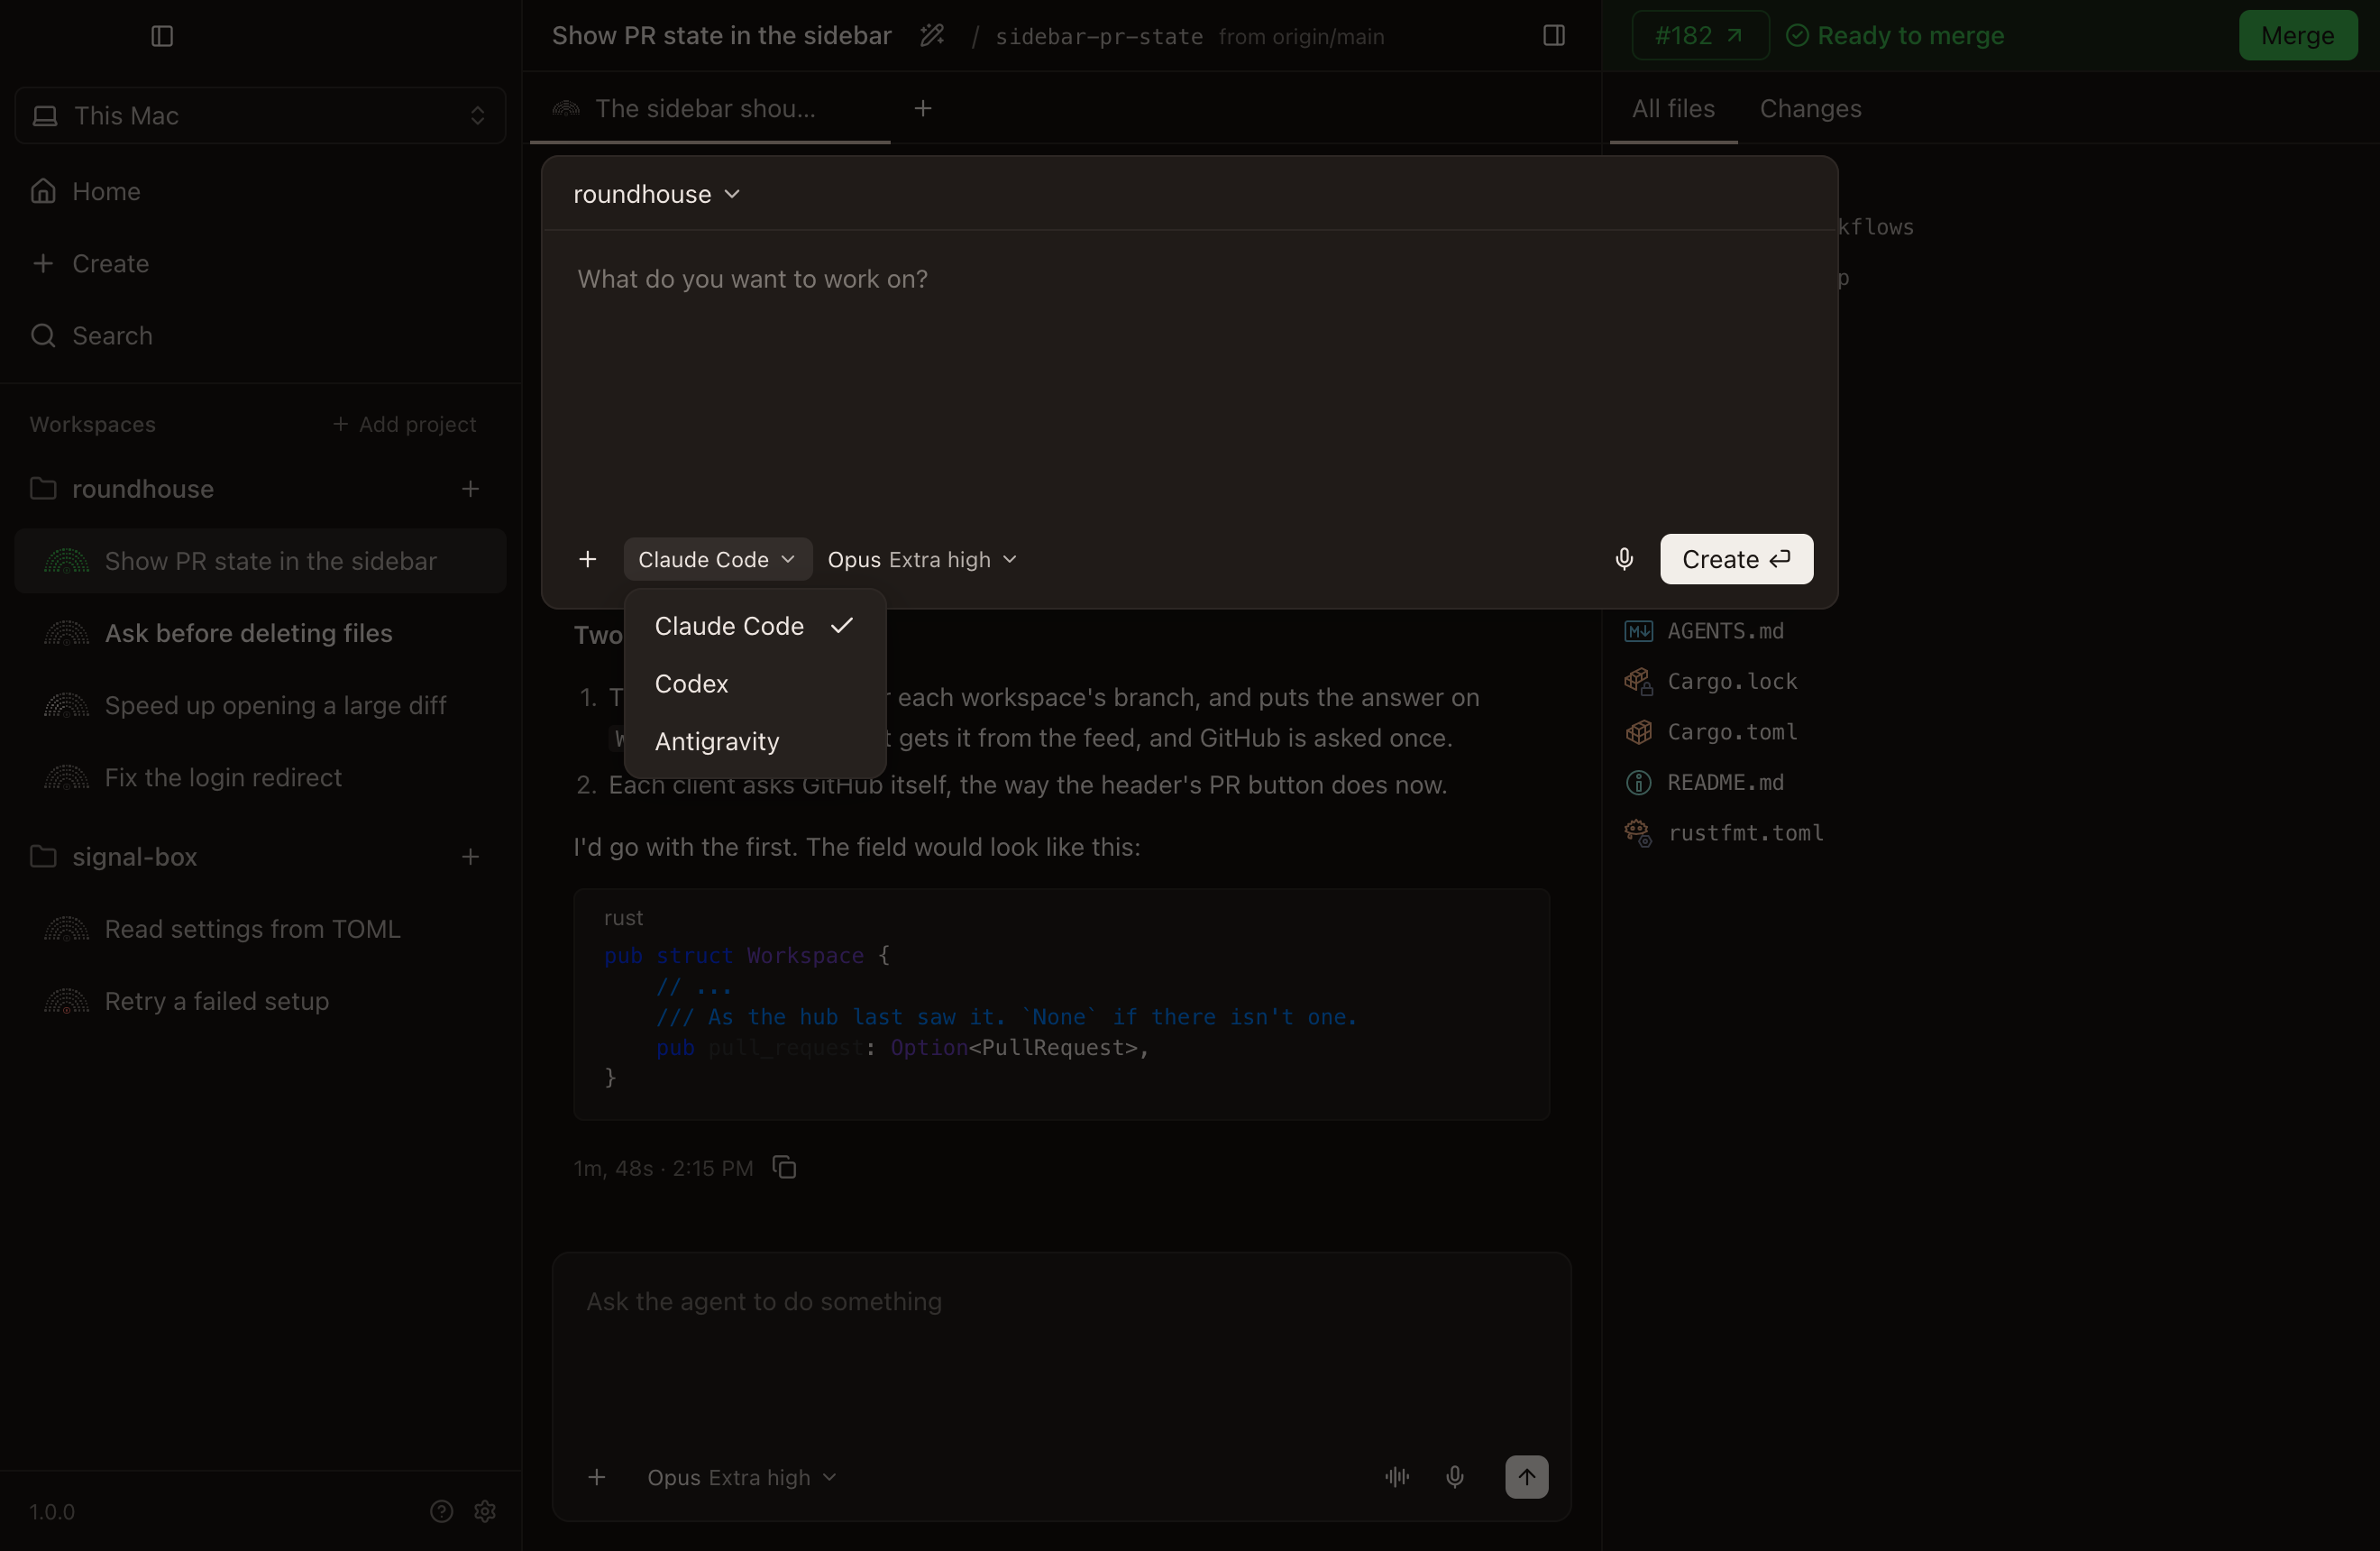 Show PR state in the sidebar / sidebar-pr-state from origin/main
#182 Ready to merge Merge
This Mac
The sidebar shou...
All files Changes
Home
Create
Search
Workspaces
Add project
roundhouse
Show PR state in the sidebar
Ask before deleting files
Speed up opening a large diff
Fix the login redirect
signal-box
Read settings from TOML
Retry a failed setup
1.0.0
roundhouse
What do you want to work on?
Claude Code
Opus Extra high
Create
Claude Code
Codex
Antigravity
Two
1. T each workspace's branch, and puts the answer on
gets it from the feed, and GitHub is asked once.
2. Each client asks GitHub itself, the way the header's PR button does now.
I'd go with the first. The field would look like this:
rust
pub struct Workspace {
// ...
/// As the hub last saw it. `None` if there isn't one.
pub pull_request: Option<PullRequest>,
}
1m, 48s · 2:15 PM
Ask the agent to do something
Opus Extra high
kflows
p
AGENTS.md
Cargo.lock
Cargo.toml
README.md
rustfmt.toml